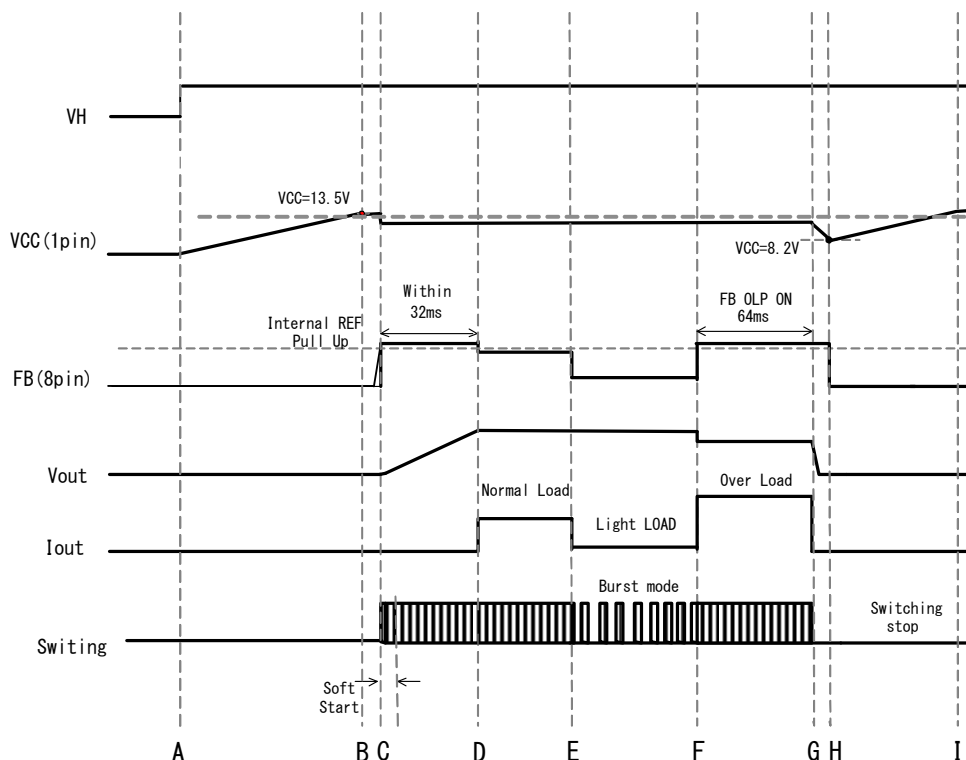 VH
VCC=13.5V
VCC(1pin)
VCC=8.2V
Within
32ms
FB OLP ON
64ms
Internal REF
Pull Up
FB(8pin)
Vout
Normal Load
Over Load
Light LOAD
Iout
Burst mode
Switching
stop
Switing
Soft
Start
A B C D E F G H I